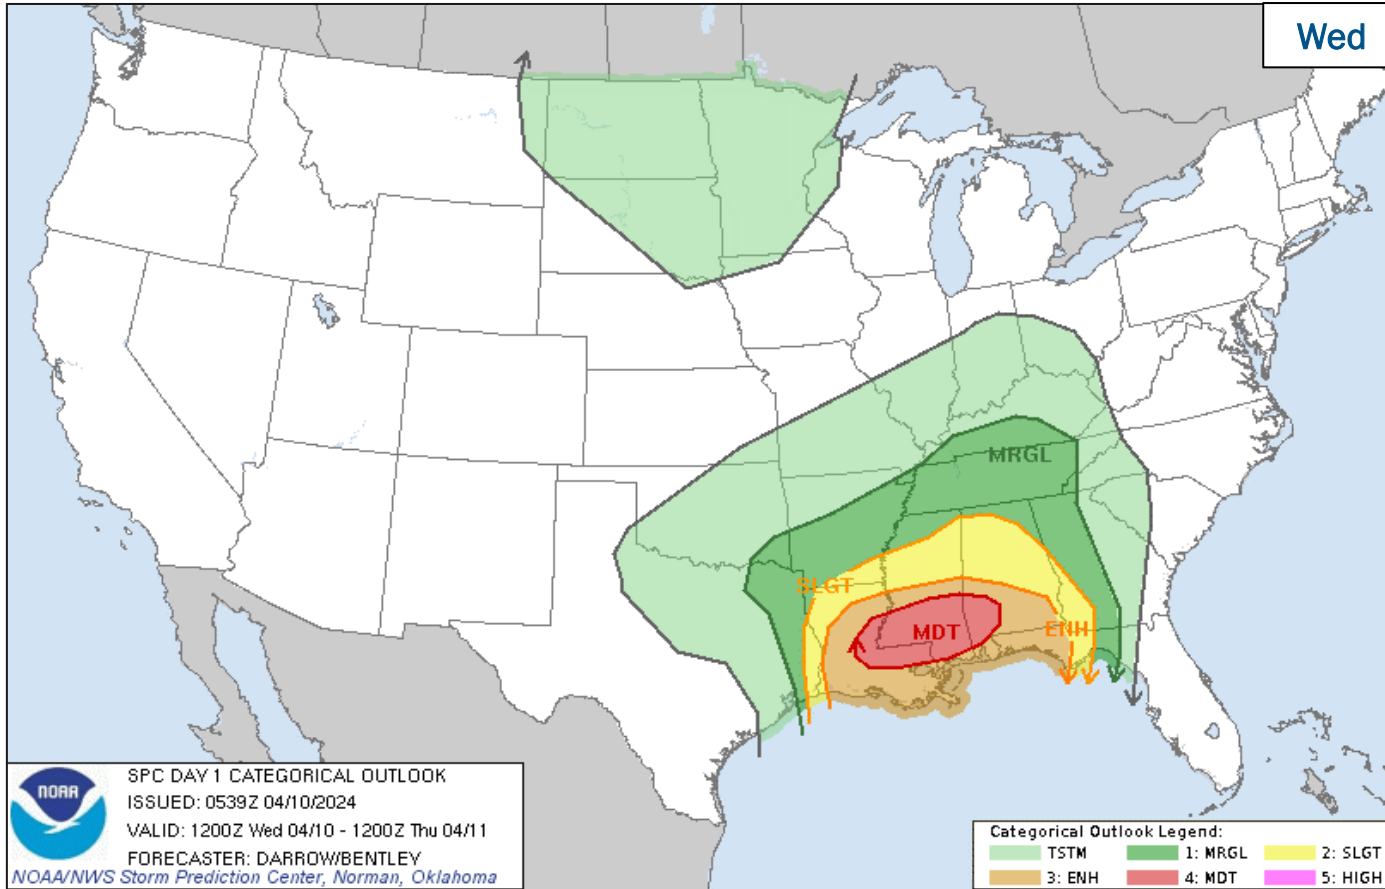 Wed
MRGL
SLGT
MDT
ENH
NOAA
SPC DAY 1 CATEGORICAL OUTLOOK
ISSUED: 0539Z 04/10/2024
VALID: 1200Z Wed 04/10 - 1200Z Thu 04/11
FORECASTER: DARROW/BENTLEY
NOAA/NWS Storm Prediction Center, Norman, Oklahoma
Categorical Outlook Legend:
TSTM 1: MRGL 2: SLGT
3: ENH 4: MDT 5: HIGH